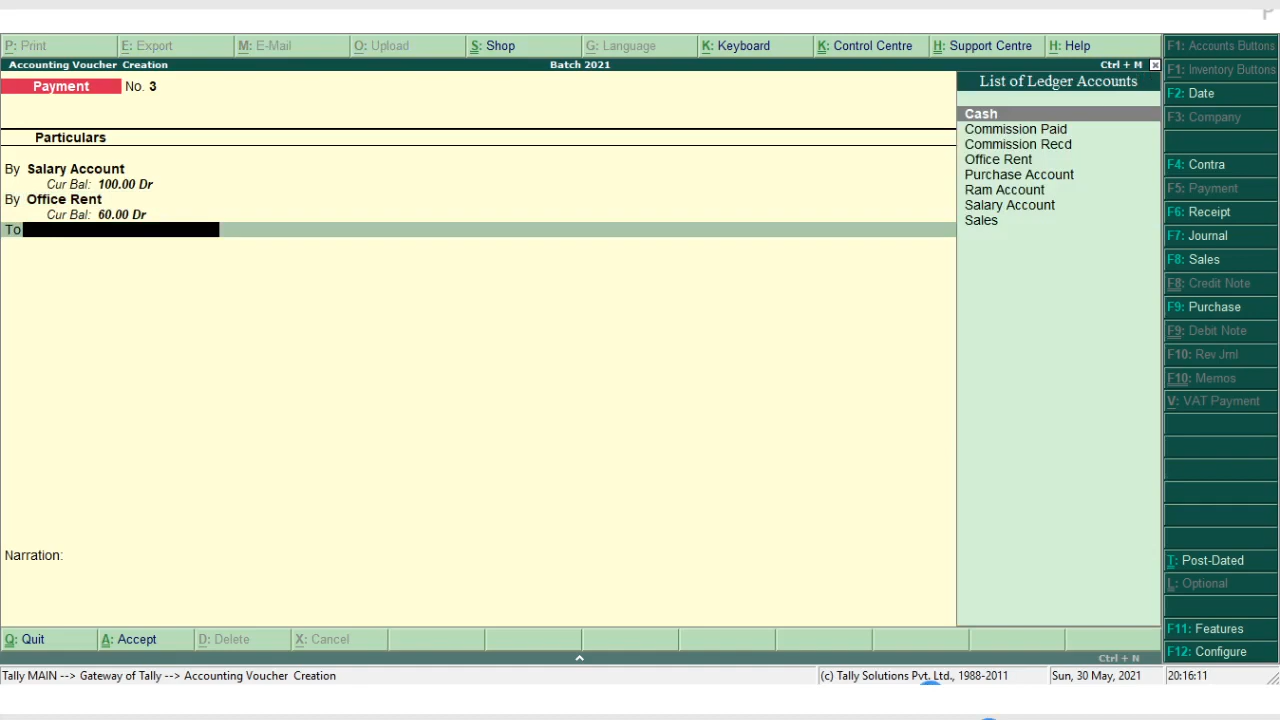 P
P: Print E: Export M: E-Mail O: Upload S: Shop G: Language K: Keyboard K: Control Centre H: Support Centre H: Help
Accounting Voucher Creation Batch 2021 Ctrl + M
Payment No. 3
Particulars
By Salary Account
Cur Bal: 100.00 Dr
By Office Rent
Cur Bal: 60.00 Dr
To
Narration:
List of Ledger Accounts
Cash
Commission Paid
Commission Recd
Office Rent
Purchase Account
Ram Account
Salary Account
Sales
F1: Accounts Buttons
F1: Inventory Buttons
F2: Date
F3: Company
F4: Contra
F5: Payment
F6: Receipt
F7: Journal
F8: Sales
F8: Credit Note
F9: Purchase
F9: Debit Note
F10: Rev Jrnl
F10: Memos
V: VAT Payment
T: Post-Dated
L: Optional
F11: Features
F12: Configure
Q: Quit A: Accept D: Delete X: Cancel
Ctrl + N
Tally MAIN --> Gateway of Tally --> Accounting Voucher Creation (c) Tally Solutions Pvt. Ltd., 1988-2011 Sun, 30 May, 2021 20:16:11